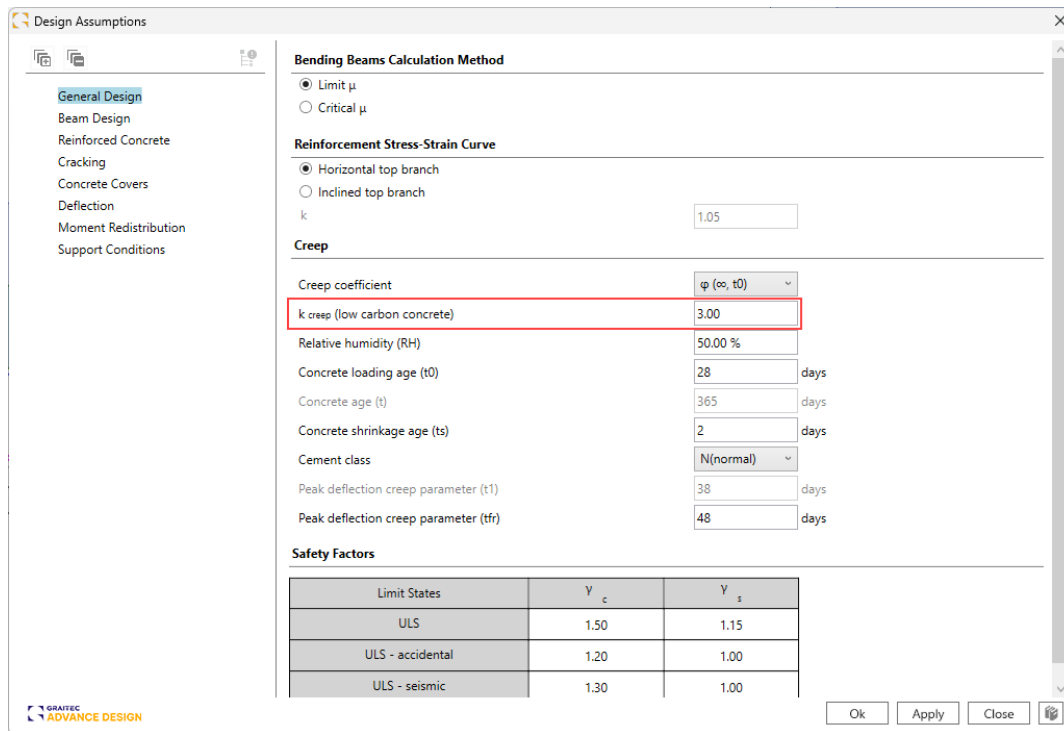 Design Assumptions
General Design
Beam Design
Reinforced Concrete
Cracking
Concrete Covers
Deflection
Moment Redistribution
Support Conditions
Bending Beams Calculation Method
Limit μ
Critical μ
Reinforcement Stress-Strain Curve
Horizontal top branch
Inclined top branch
k 1.05
Creep
Creep coefficient φ (∞, t0)
k creep (low carbon concrete) 3.00
Relative humidity (RH) 50.00 %
Concrete loading age (t0) 28 days
Concrete age (t) 365 days
Concrete shrinkage age (ts) 2 days
Cement class N(normal)
Peak deflection creep parameter (t1) 38 days
Peak deflection creep parameter (tfr) 48 days
Safety Factors
Limit States γ c γ s
ULS 1.50 1.15
ULS - accidental 1.20 1.00
ULS - seismic 1.30 1.00
GRAITEC
ADVANCE DESIGN
Ok Apply Close